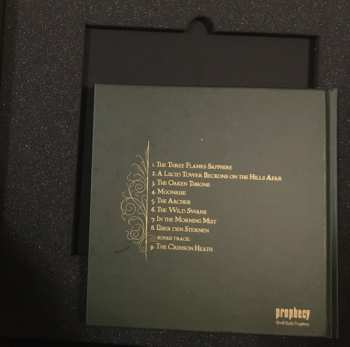 1. The Three Flames Sapphire
2. A Lucid Tower Beckons on the Hills Afar
3. The Oaken Throne
4. Moonrise
5. The Archer
6. The Wild Swans
7. In the Morning Mist
8. Über den Sternen
bonus track:
9. The Crimson Heath
prophecy